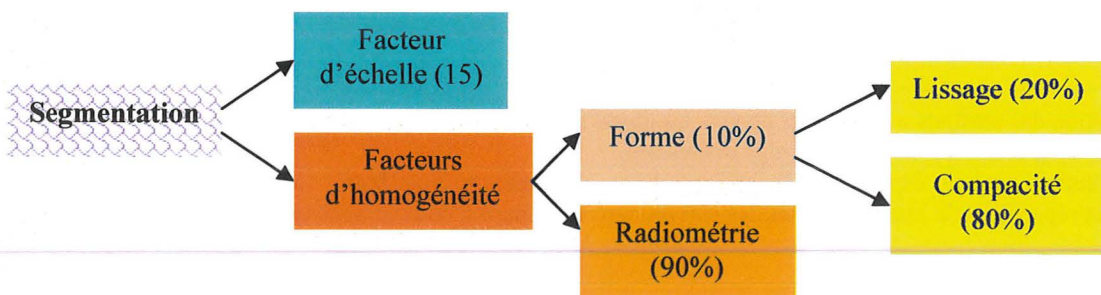 Segmentation
Facteur
d'échelle (15)
Facteurs
d'homogénéité
Forme (10%)
Radiométrie
(90%)
Lissage (20%)
Compacité
(80%)